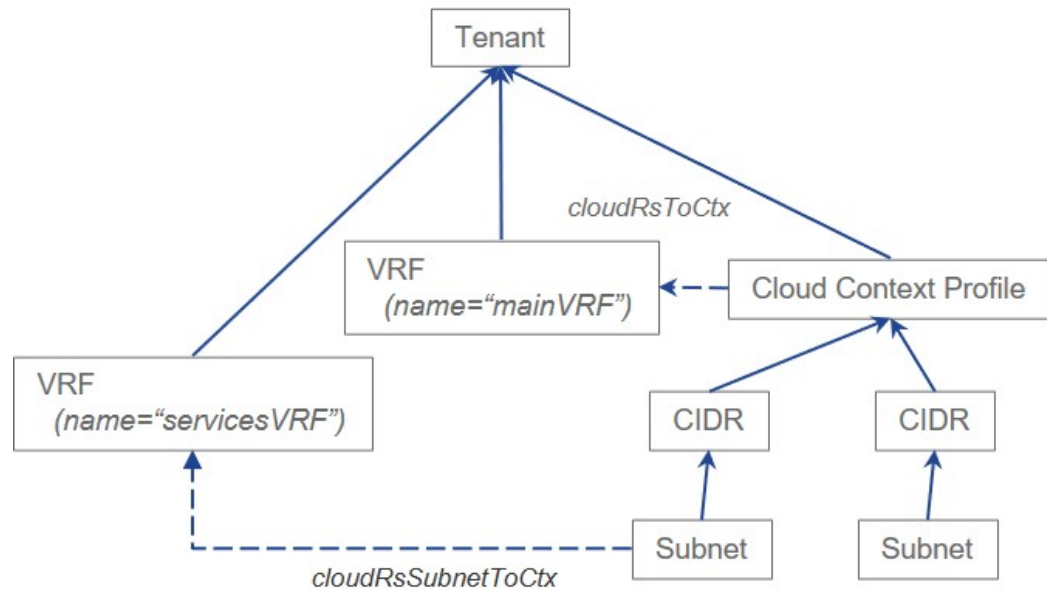 Tenant
cloudRsToCtx
VRF
(name=“mainVRF”)
Cloud Context Profile
VRF
(name=“servicesVRF”)
CIDR
CIDR
Subnet
Subnet
cloudRsSubnetToCtx